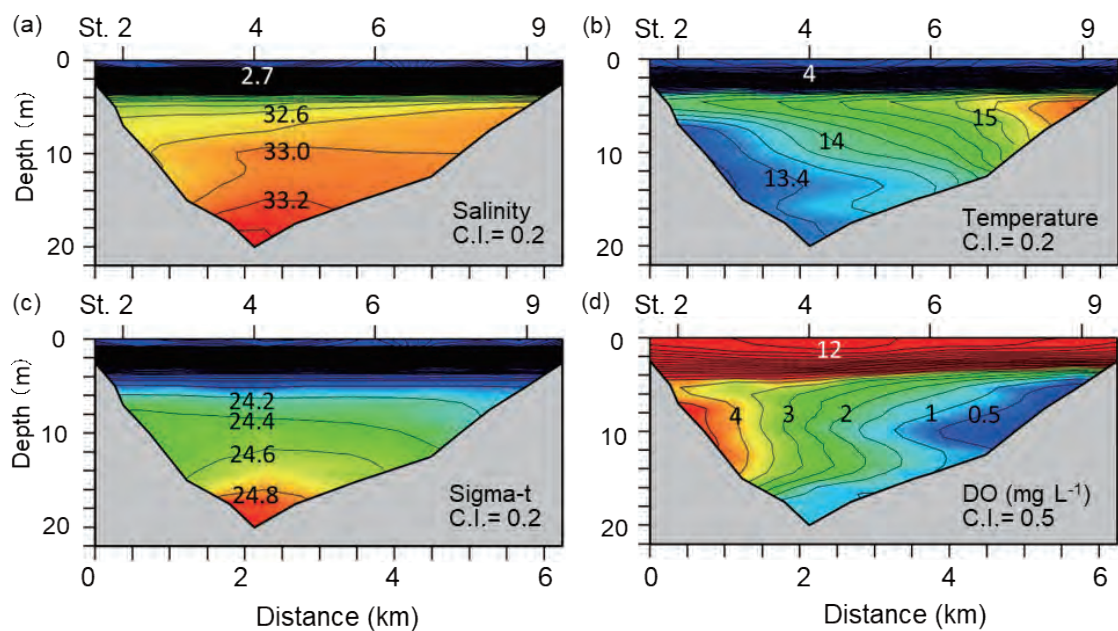 (a) St. 2 4 6 9
0
10
20
Depth (m)
2.7
32.6
33.0
33.2
Salinity
C.I.= 0.2
(b) St. 2 4 6 9
0
10
20
4
15
14
13.4
Temperature
C.I.= 0.2
(c) St. 2 4 6 9
0
10
20
Depth (m)
24.2
24.4
24.6
24.8
Sigma-t
C.I.= 0.2
0 2 4 6
Distance (km)
(d) St. 2 4 6 9
0
10
20
12
4 3 2 1 0.5
DO (mg L⁻¹)
C.I.= 0.5
0 2 4 6
Distance (km)